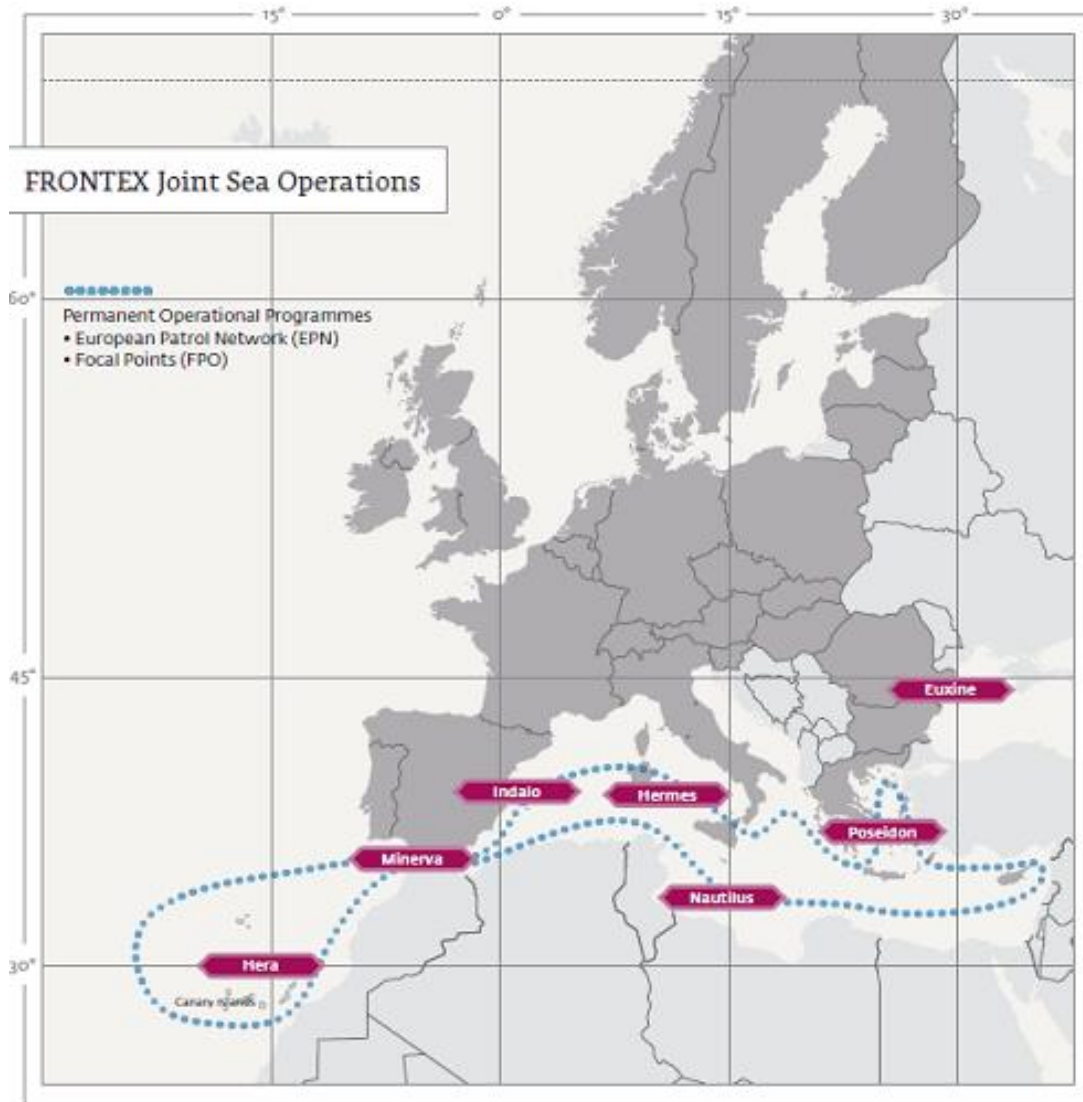 15° 0° 15° 30°
FRONTEX Joint Sea Operations
60°
Permanent Operational Programmes
• European Patrol Network (EPN)
• Focal Points (FPO)
45°
Euxine
Indalo
Hermes
Poseidon
Minerva
Nautilus
30°
Hera
Canary Islands